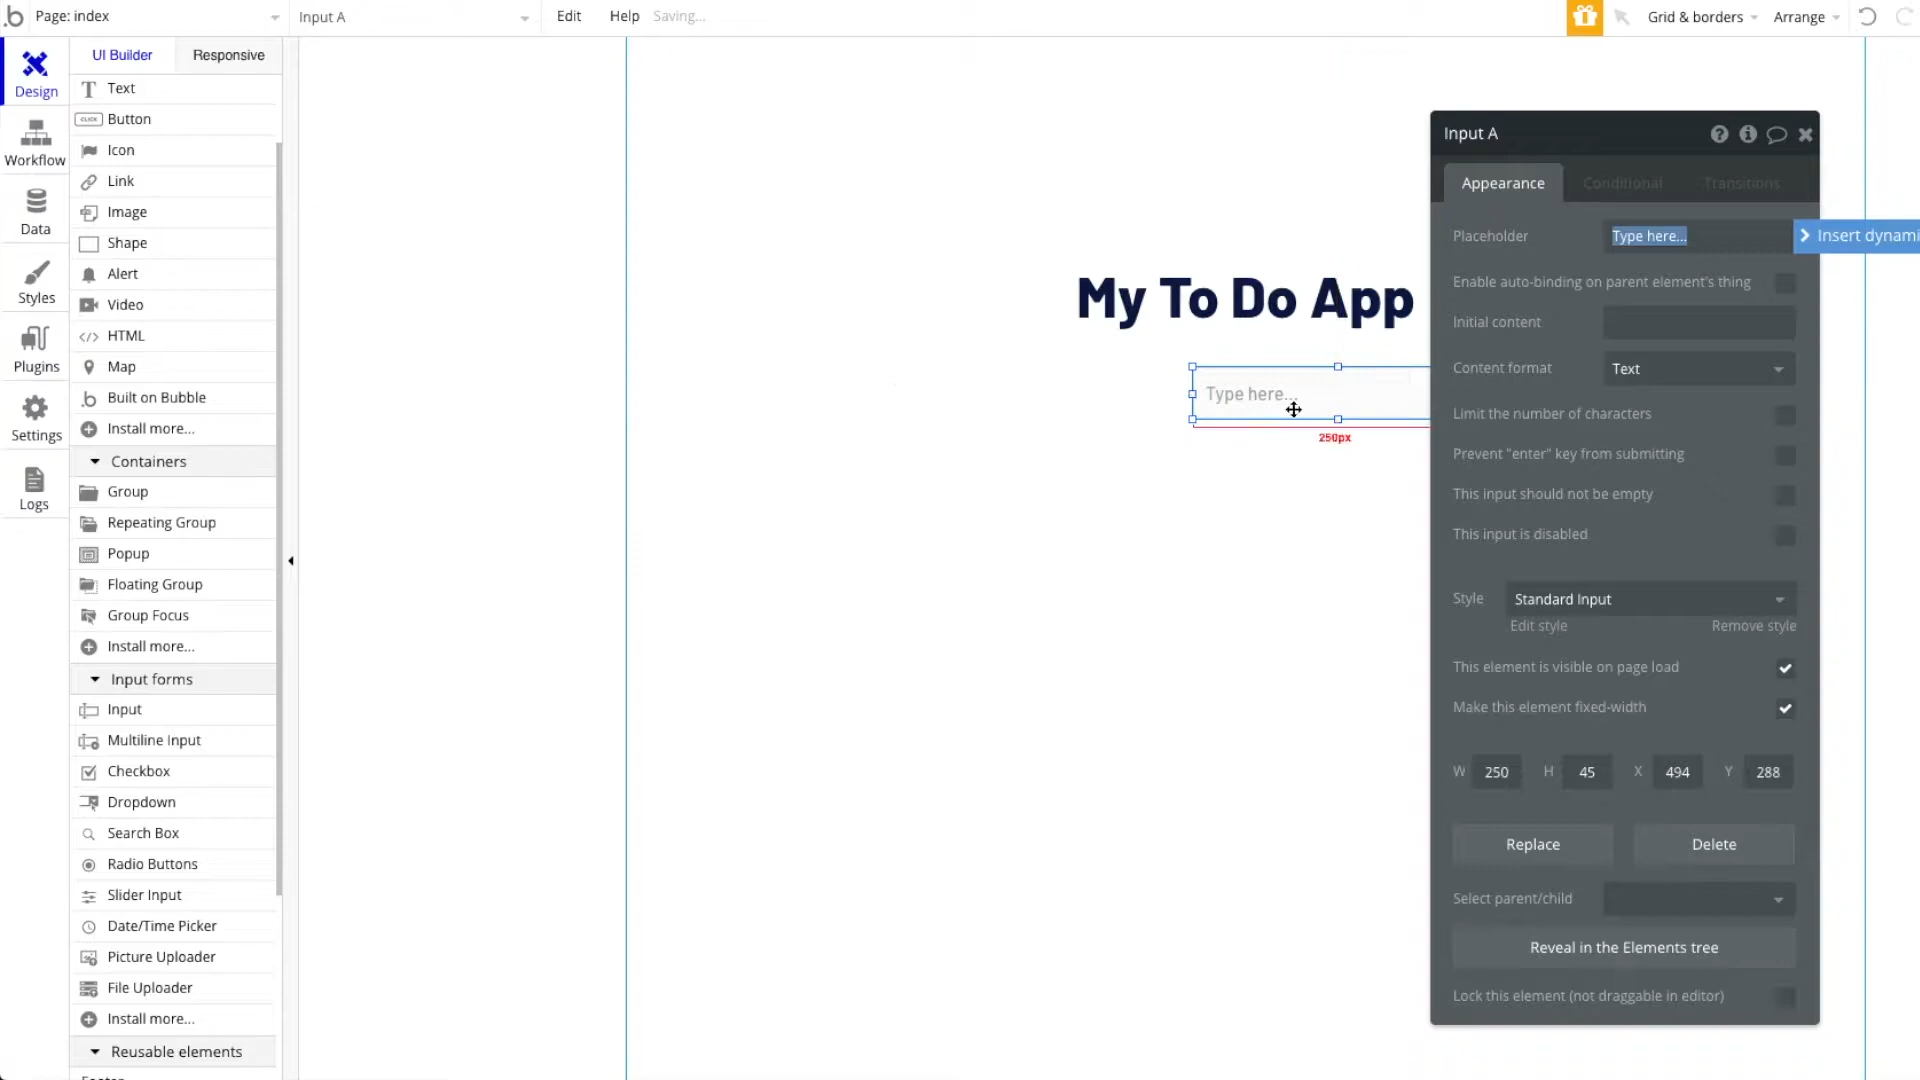 b Page: index
Input A
Edit
Help
Saving...
Grid & borders
Arrange
UI Builder
Responsive
Design
Workflow
Data
Styles
Plugins
Settings
Logs
Text
CLICK Button
Icon
Link
Image
Shape
Alert
Video
HTML
Map
Built on Bubble
Install more...
Containers
Group
Repeating Group
Popup
Floating Group
Group Focus
Install more...
Input forms
Input
Multiline Input
Checkbox
Dropdown
Search Box
Radio Buttons
Slider Input
Date/Time Picker
Picture Uploader
File Uploader
Install more...
Reusable elements
My To Do App
Type here...
250px
Input A
Appearance
Conditional
Transitions
Placeholder
Type here...
Insert dynami
Enable auto-binding on parent element's thing
Initial content
Content format
Text
Limit the number of characters
Prevent "enter" key from submitting
This input should not be empty
This input is disabled
Style
Standard Input
Edit style
Remove style
This element is visible on page load
Make this element fixed-width
W 250 H 45 X 494 Y 288
Replace
Delete
Select parent/child
Reveal in the Elements tree
Lock this element (not draggable in editor)